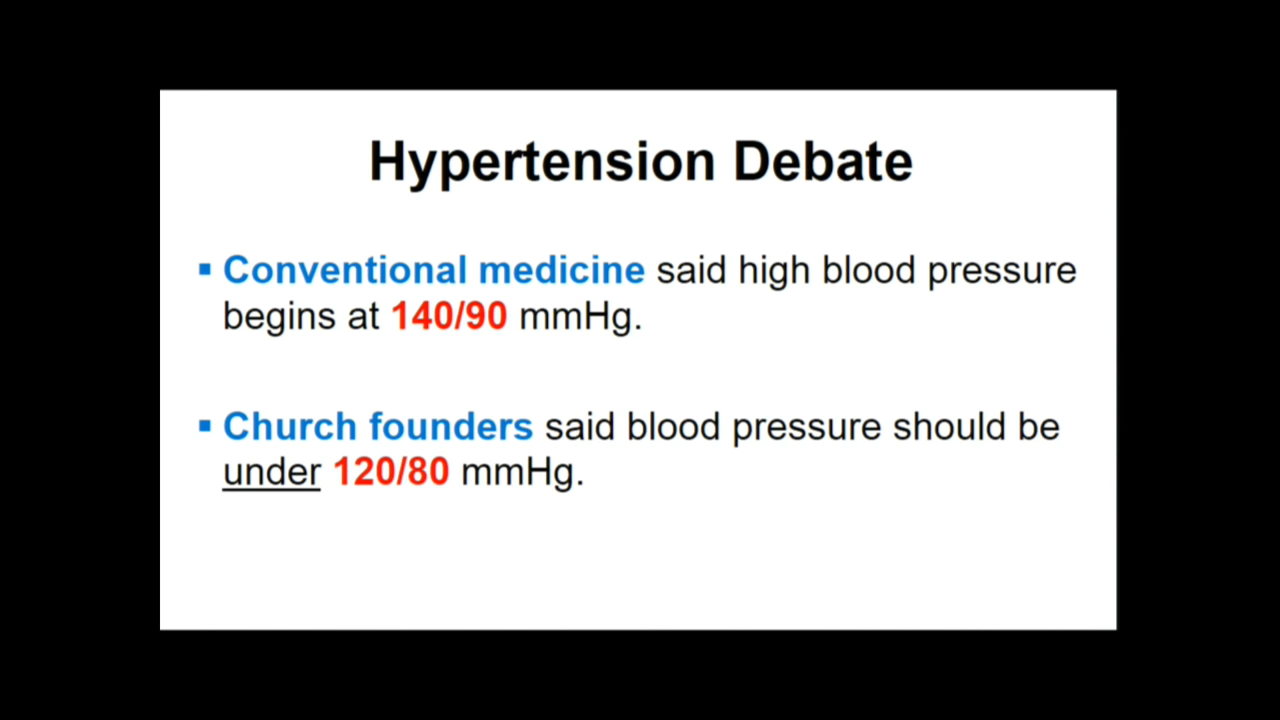 Hypertension Debate
▪ Conventional medicine said high blood pressure
begins at 140/90 mmHg.
▪ Church founders said blood pressure should be
under 120/80 mmHg.